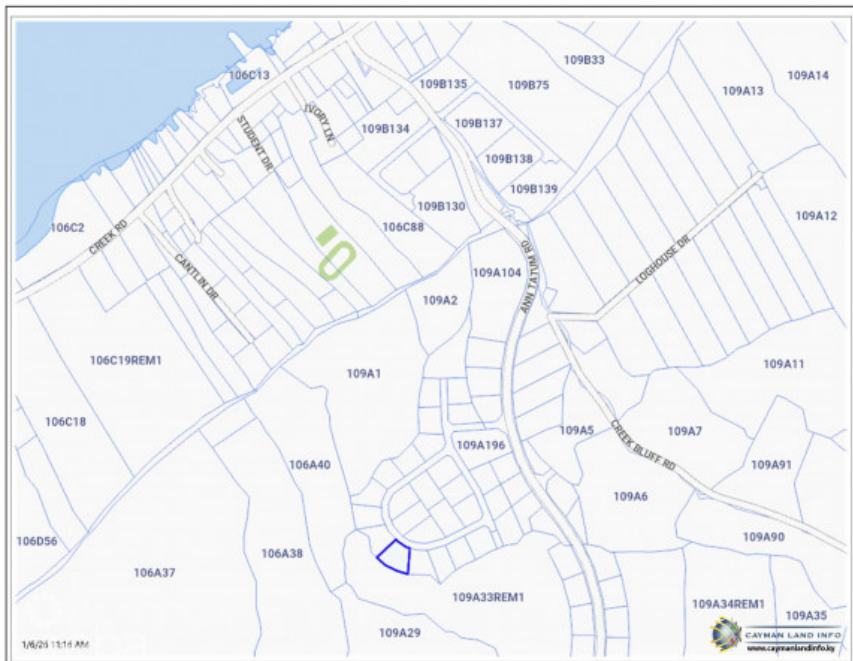 106C13
109B33
109B135
109B75
109A14
109A13
IVORY LN
STUDENT DR
109B134
109B137
109B138
109B139
109B130
106C2
106C88
109A12
CREEK RD
CANTLIN DR
ANN TATUM RD
LOGHOUSE DR
109A104
109A2
106C19REM1
109A1
109A11
106C18
109A196
109A5
109A7
CREEK BLUFF RD
106A40
109A91
109A6
106D56
106A38
109A90
106A37
109A33REM1
109A34REM1
109A35
109A29
CAYMAN LAND INFO
www.caymanlandinfo.ky